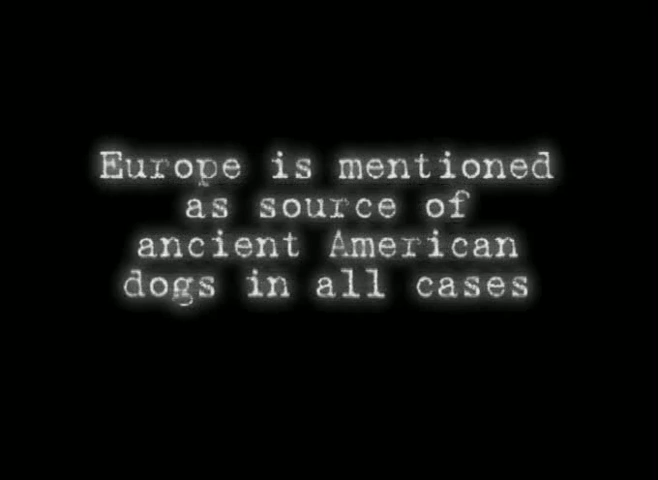 Europe is mentioned
as source of
ancient American
dogs in all cases